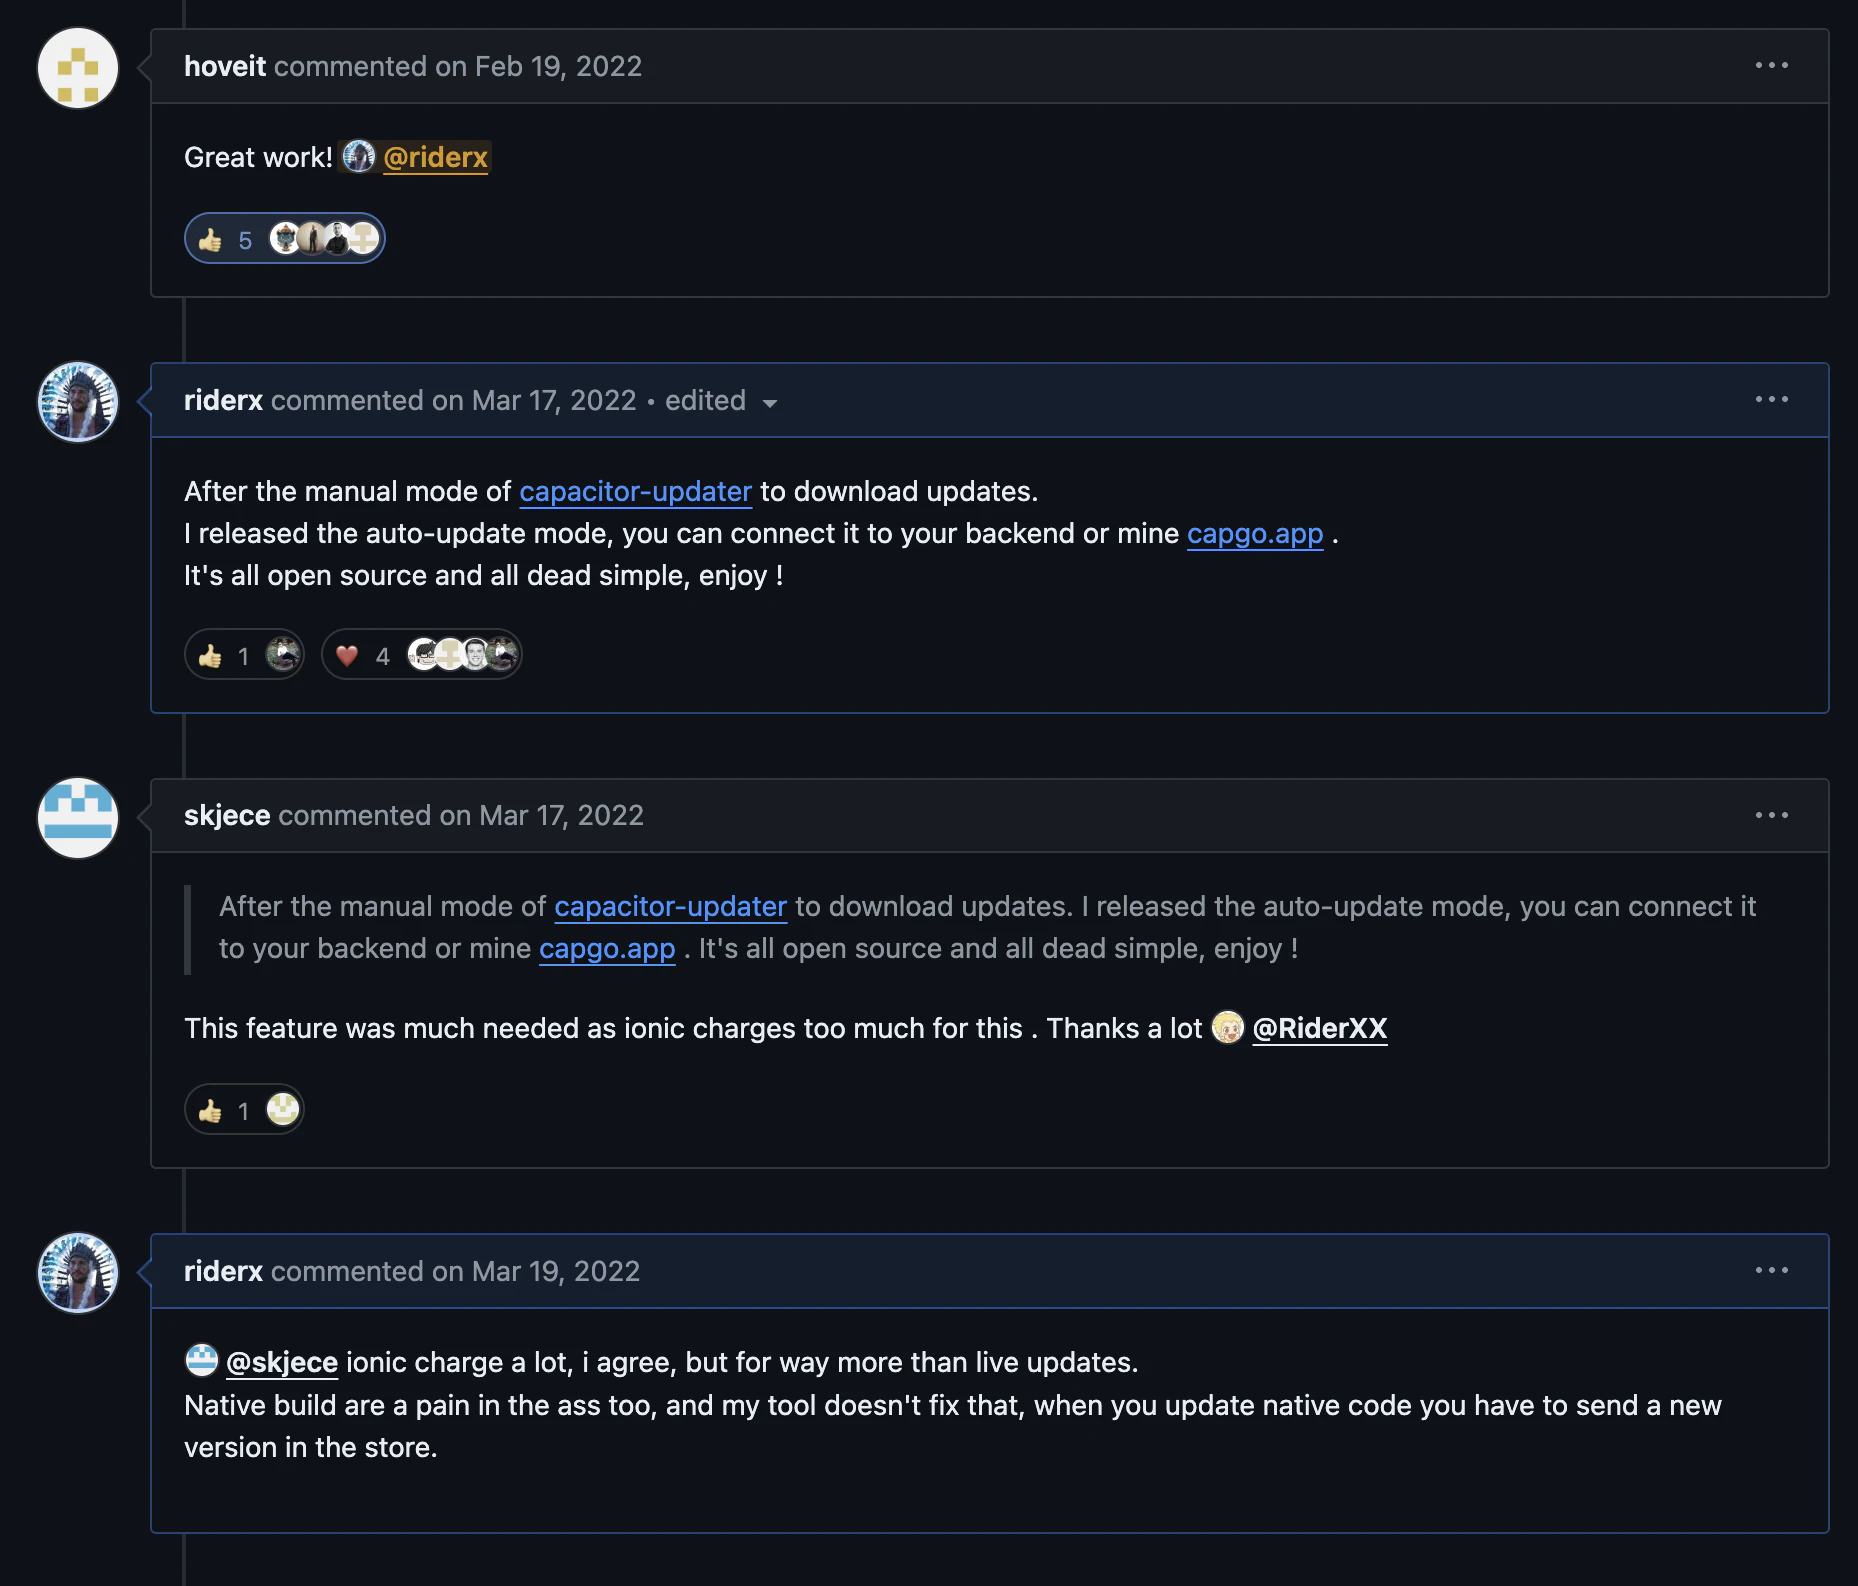 hoveit commented on Feb 19, 2022
Great work! @riderx
👍 5
riderx commented on Mar 17, 2022 • edited
After the manual mode of capacitor-updater to download updates.
I released the auto-update mode, you can connect it to your backend or mine capgo.app .
It's all open source and all dead simple, enjoy !
👍 1 ❤️ 4
skjece commented on Mar 17, 2022
After the manual mode of capacitor-updater to download updates. I released the auto-update mode, you can connect it
to your backend or mine capgo.app . It's all open source and all dead simple, enjoy !
This feature was much needed as ionic charges too much for this . Thanks a lot @RiderXX
👍 1
riderx commented on Mar 19, 2022
@skjece ionic charge a lot, i agree, but for way more than live updates.
Native build are a pain in the ass too, and my tool doesn't fix that, when you update native code you have to send a new
version in the store.